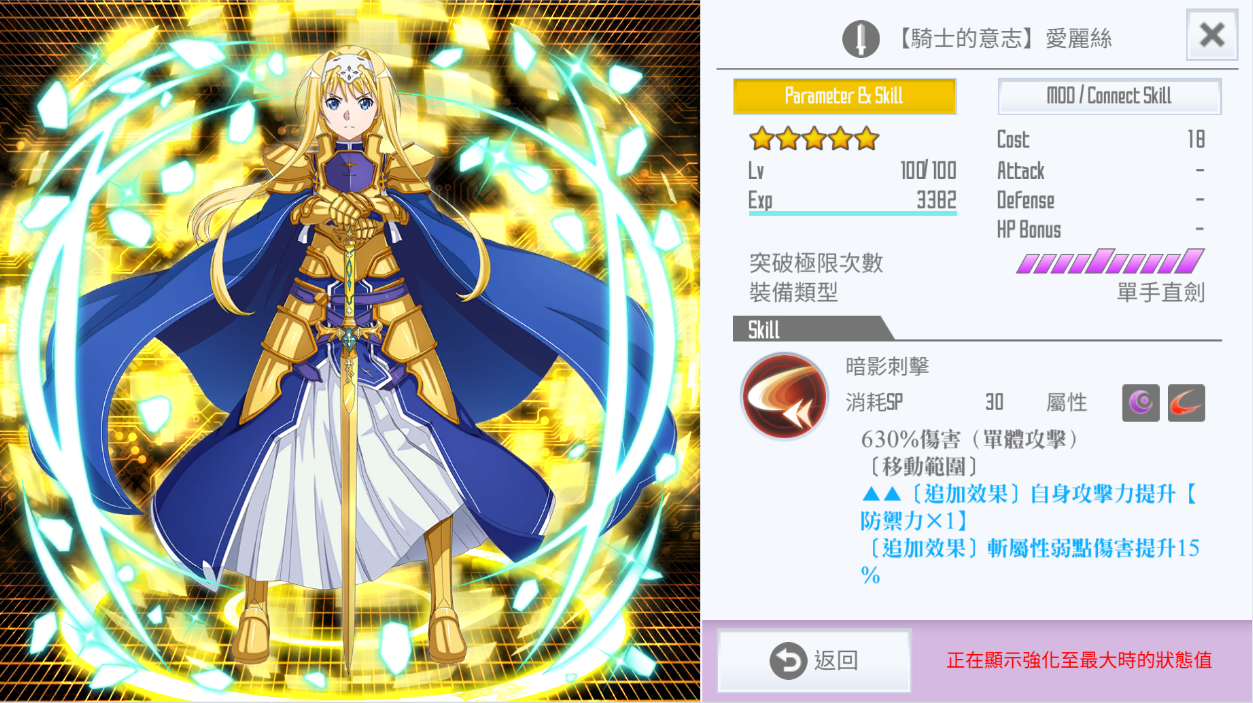 【騎士的意志】愛麗絲
Parameter & Skill
MOD / Connect Skill
Lv 100/100
Exp 3382
Cost 18
Attack -
Defense -
HP Bonus -
突破極限次數
裝備類型 單手直劍
Skill
暗影刺擊
消耗SP 30 屬性
630%傷害（單體攻擊）
〔移動範圍〕
▲▲〔追加效果〕自身攻擊力提升【
防禦力×1】
〔追加效果〕斬屬性弱點傷害提升15
%
返回
正在顯示強化至最大時的狀態值